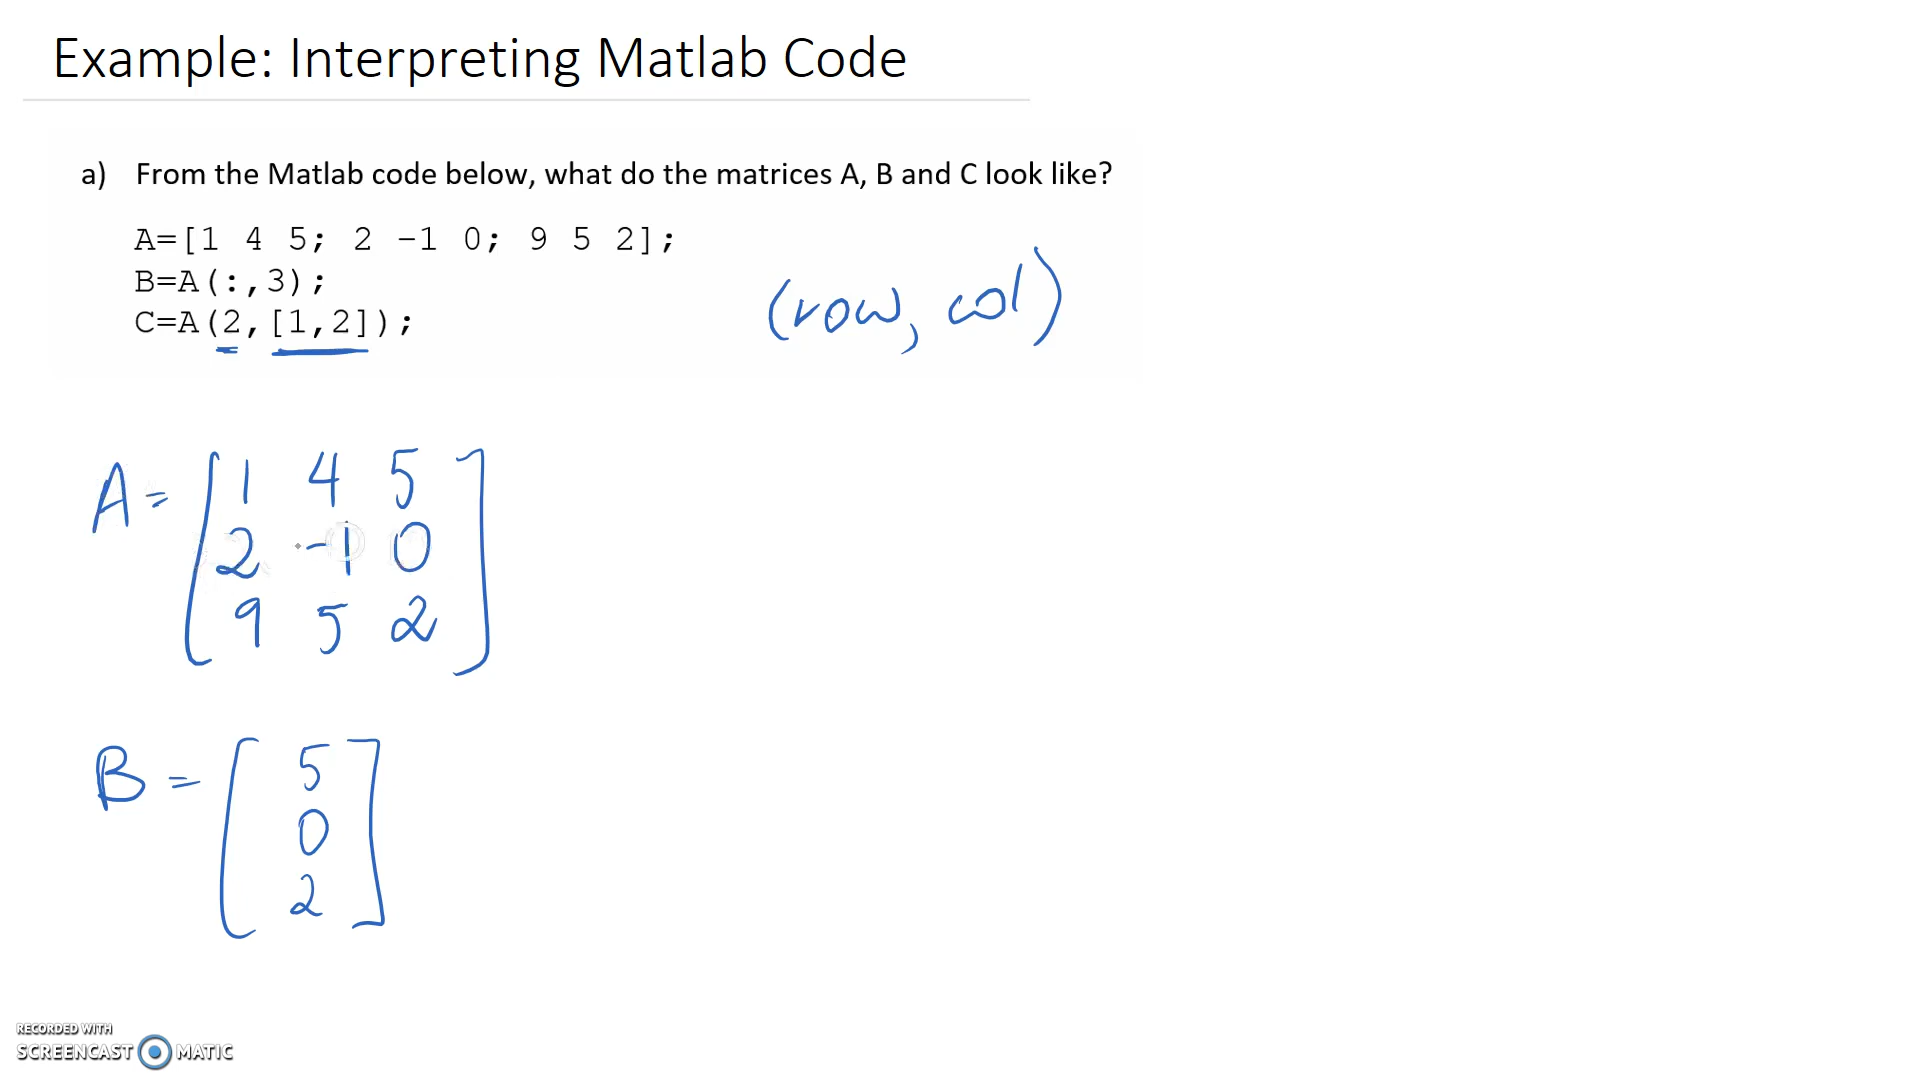 Example: Interpreting Matlab Code
a) From the Matlab code below, what do the matrices A, B and C look like?
A=[1 4 5; 2 -1 0; 9 5 2];
B=A(:,3);
C=A(2,[1,2]);
(row, col)
A= [1 4 5
2 -1 0
9 5 2]
B = [5
0
2]
RECORDED WITH
SCREENCAST MATIC